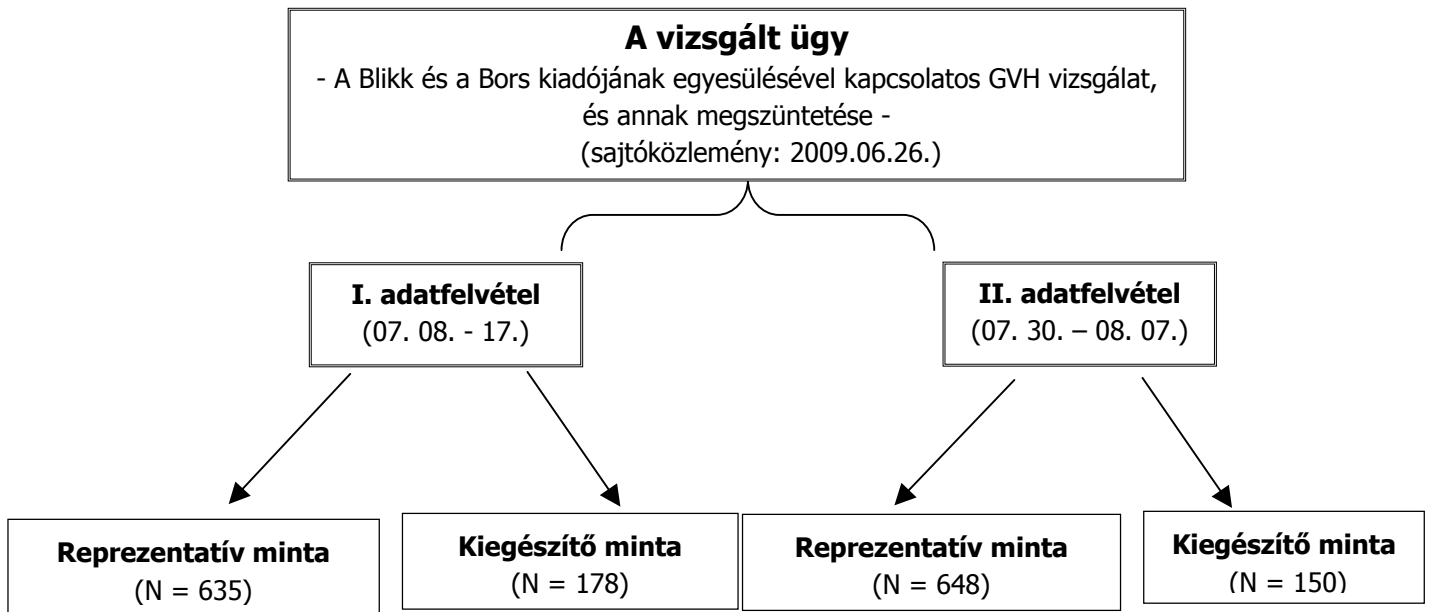 A vizsgált ügy
- A Blikk és a Bors kiadójának egyesülésével kapcsolatos GVH vizsgálat,
és annak megszüntetése -
(sajtóközlemény: 2009.06.26.)
I. adatfelvétel
(07. 08. - 17.)
II. adatfelvétel
(07. 30. – 08. 07.)
Reprezentatív minta
(N = 635)
Kiegészítő minta
(N = 178)
Reprezentatív minta
(N = 648)
Kiegészítő minta
(N = 150)